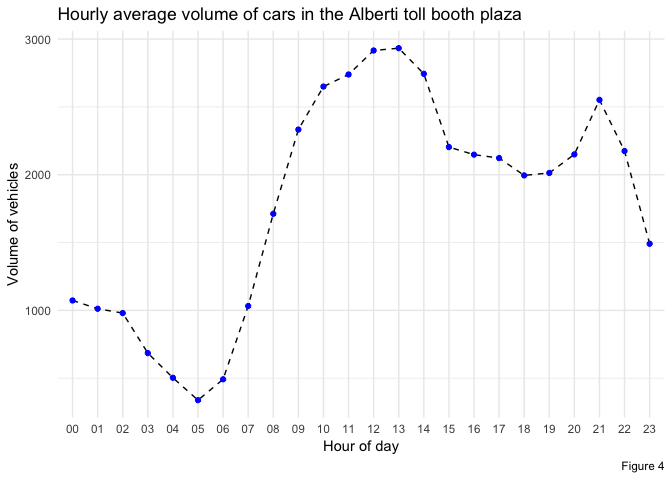 Hourly average volume of cars in the Alberti toll booth plaza
3000
2000
1000
Volume of vehicles
00 01 02 03 04 05 06 07 08 09 10 11 12 13 14 15 16 17 18 19 20 21 22 23
Hour of day
Figure 4